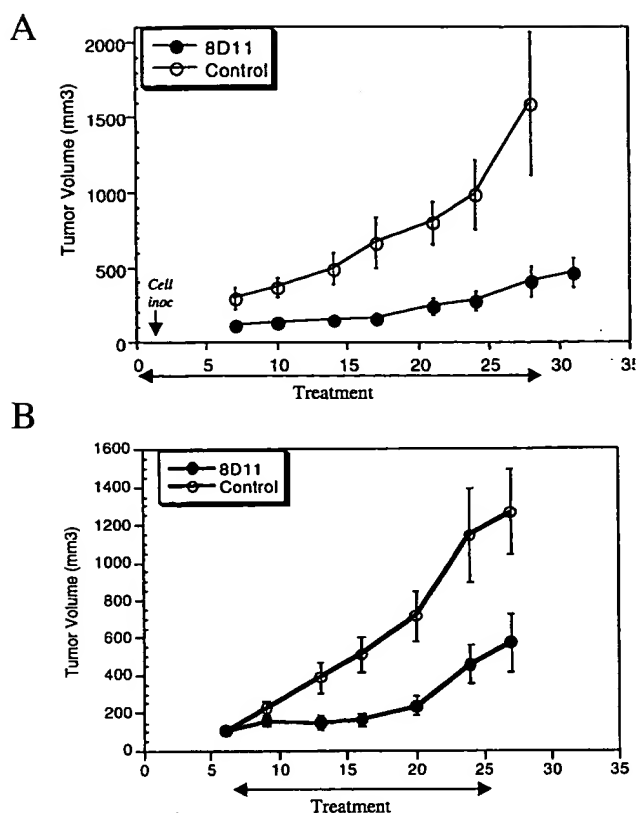 A
8D11
Control
2000
1500
1000
500
0
Tumor Volume (mm3)
Cell
inoc
0 5 10 15 20 25 30 35
Treatment
B
8D11
Control
1600
1400
1200
1000
800
600
400
200
0
Tumor Volume (mm3)
0 5 10 15 20 25 30 35
Treatment